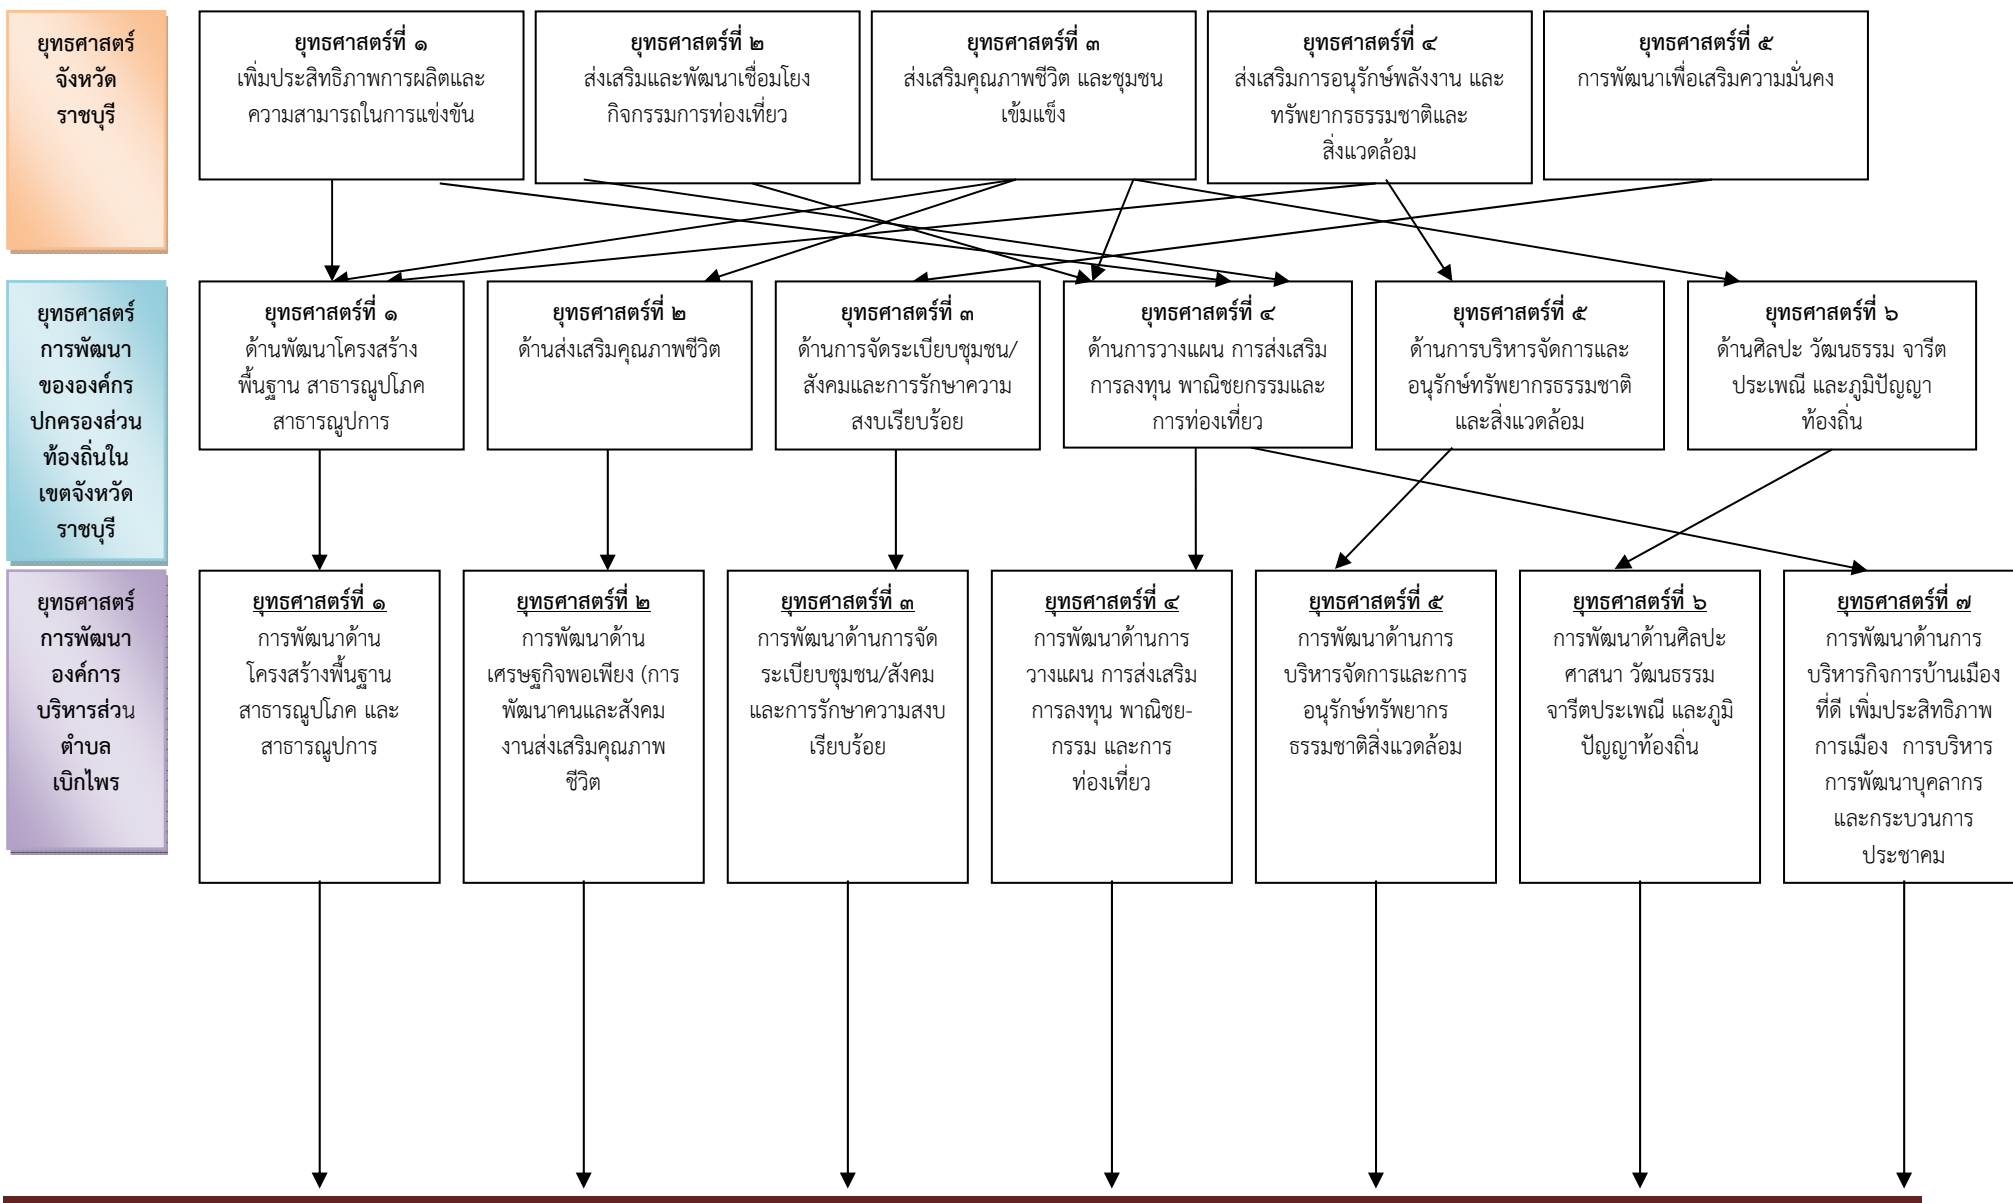 ยุทธศาสตร์
จังหวัด
ราชบุรี
ยุทธศาสตร์ที่ ๑
เพิ่มประสิทธิภาพการผลิตและ
ความสามารถในการแข่งขัน
ยุทธศาสตร์ที่ ๒
ส่งเสริมและพัฒนาเชื่อมโยง
กิจกรรมการท่องเที่ยว
ยุทธศาสตร์ที่ ๓
ส่งเสริมคุณภาพชีวิต และชุมชน
เข้มแข็ง
ยุทธศาสตร์ที่ ๔
ส่งเสริมการอนุรักษ์พลังงาน และ
ทรัพยากรธรรมชาติและ
สิ่งแวดล้อม
ยุทธศาสตร์ที่ ๕
การพัฒนาเพื่อเสริมความมั่นคง
ยุทธศาสตร์
การพัฒนา
ขององค์กร
ปกครองส่วน
ท้องถิ่นใน
เขตจังหวัด
ราชบุรี
ยุทธศาสตร์ที่ ๑
ด้านพัฒนาโครงสร้าง
พื้นฐาน สาธารณูปโภค
สาธารณูปการ
ยุทธศาสตร์ที่ ๒
ด้านส่งเสริมคุณภาพชีวิต
ยุทธศาสตร์ที่ ๓
ด้านการจัดระเบียบชุมชน/
สังคมและการรักษาความ
สงบเรียบร้อย
ยุทธศาสตร์ที่ ๔
ด้านการวางแผน การส่งเสริม
การลงทุน พาณิชยกรรมและ
การท่องเที่ยว
ยุทธศาสตร์ที่ ๕
ด้านการบริหารจัดการและ
อนุรักษ์ทรัพยากรธรรมชาติ
และสิ่งแวดล้อม
ยุทธศาสตร์ที่ ๖
ด้านศิลปะ วัฒนธรรม จารีต
ประเพณี และภูมิปัญญา
ท้องถิ่น
ยุทธศาสตร์
การพัฒนา
องค์การ
บริหารส่วน
ตำบล
เบิกไพร
ยุทธศาสตร์ที่ ๑
การพัฒนาด้าน
โครงสร้างพื้นฐาน
สาธารณูปโภค และ
สาธารณูปการ
ยุทธศาสตร์ที่ ๒
การพัฒนาด้าน
เศรษฐกิจพอเพียง (การ
พัฒนาคนและสังคม
งานส่งเสริมคุณภาพ
ชีวิต
ยุทธศาสตร์ที่ ๓
การพัฒนาด้านการจัด
ระเบียบชุมชน/สังคม
และการรักษาความสงบ
เรียบร้อย
ยุทธศาสตร์ที่ ๔
การพัฒนาด้านการ
วางแผน การส่งเสริม
การลงทุน พาณิชย-
กรรม และการ
ท่องเที่ยว
ยุทธศาสตร์ที่ ๕
การพัฒนาด้านการ
บริหารจัดการและการ
อนุรักษ์ทรัพยากร
ธรรมชาติสิ่งแวดล้อม
ยุทธศาสตร์ที่ ๖
การพัฒนาด้านศิลปะ
ศาสนา วัฒนธรรม
จารีตประเพณี และภูมิ
ปัญญาท้องถิ่น
ยุทธศาสตร์ที่ ๗
การพัฒนาด้านการ
บริหารกิจการบ้านเมือง
ที่ดี เพิ่มประสิทธิภาพ
การเมือง การบริหาร
การพัฒนาบุคลากร
และกระบวนการ
ประชาคม